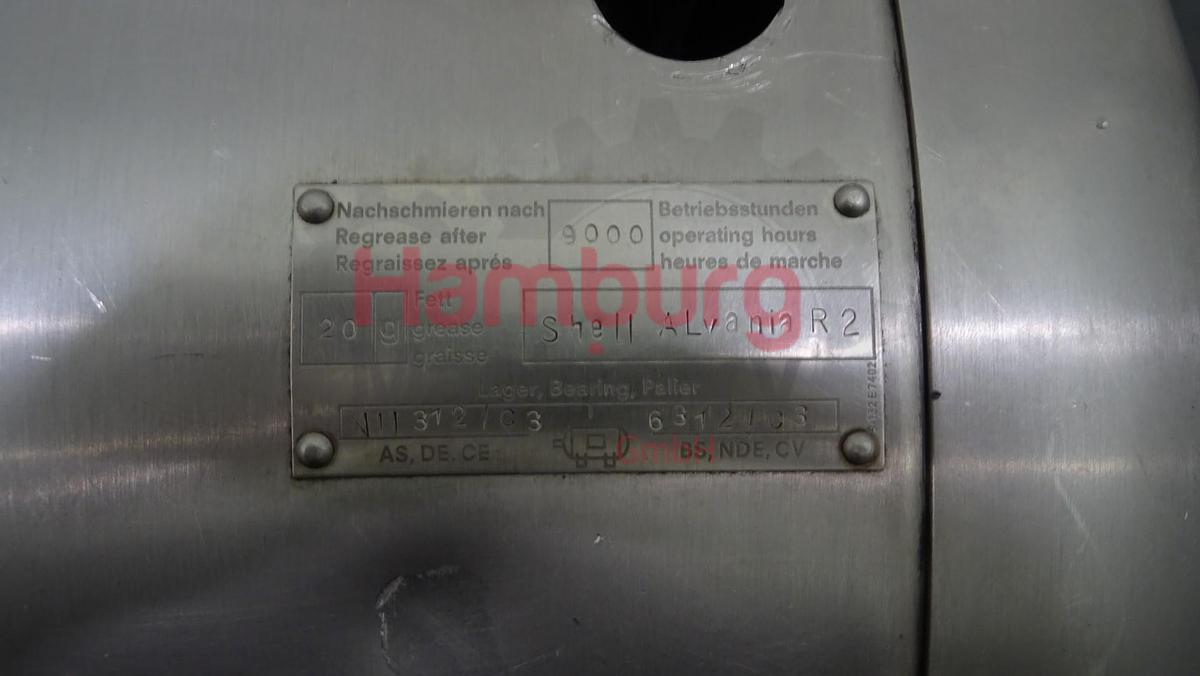 Nachschmieren nach 9000 Betriebsstunden
Regrease after operating hours
Regraissez aprés heures de marche
Hamburg
20 g Fett
grease Shell ALvania R2
graisse
Lager, Bearing, Palier
NU 312/C3 6312/C3
AS, DE. CE BS, NDE, CV
GmbH